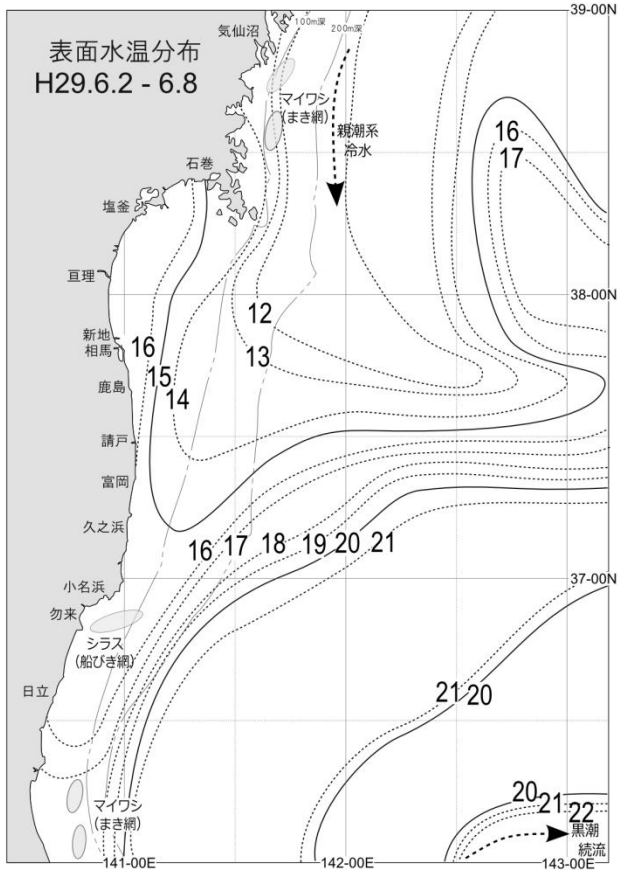 表面水温分布
H29.6.2 - 6.8
気仙沼
100m深
200m深
39-00N
マイワシ
(まき網)
親潮系
冷水
16
17
石巻
塩釜
亘理
38-00N
12
13
新地
相馬
16
15
14
鹿島
請戸
富岡
久之浜
16
17
18
19
20
21
37-00N
小名浜
勿来
シラス
(船びき網)
日立
21
20
20
21
22
マイワシ
(まき網)
黒潮
続流
141-00E
142-00E
143-00E